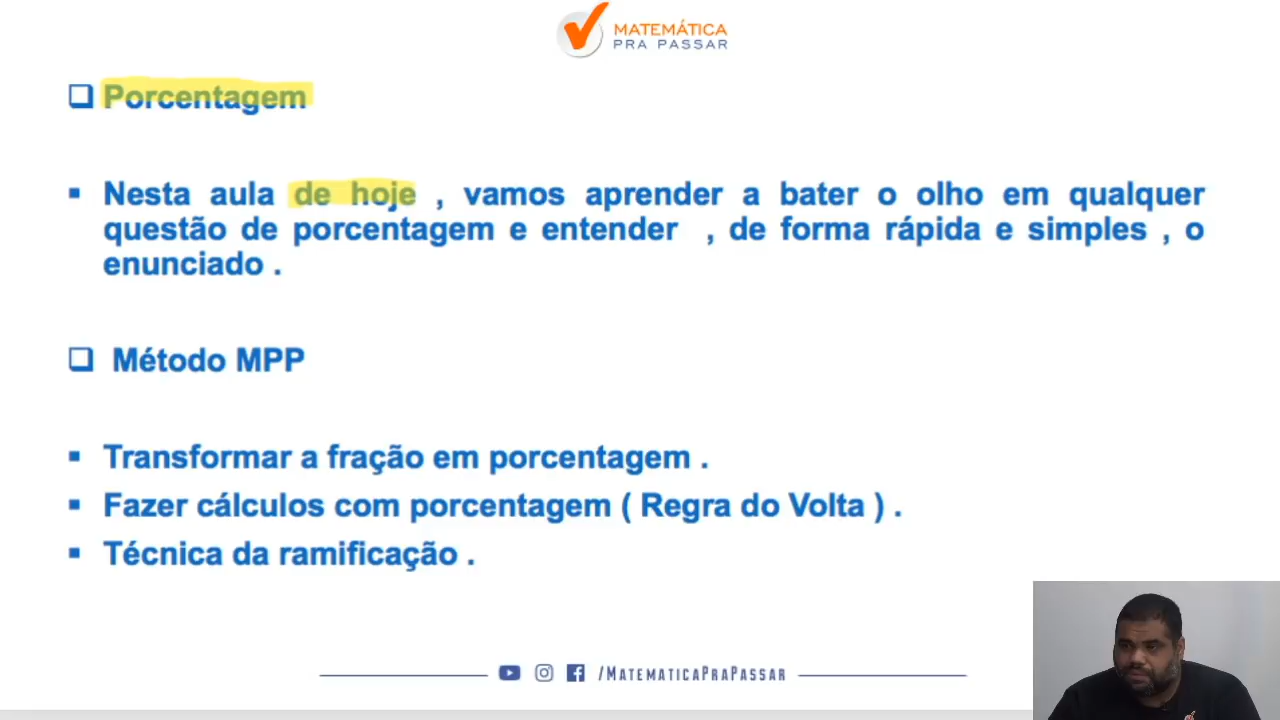 MATEMÁTICA
PRA PASSAR
Porcentagem
Nesta aula de hoje , vamos aprender a bater o olho em qualquer
questão de porcentagem e entender , de forma rápida e simples , o
enunciado .
Método MPP
Transformar a fração em porcentagem .
Fazer cálculos com porcentagem ( Regra do Volta ) .
Técnica da ramificação .
/MATEMATICAPRAPASSAR